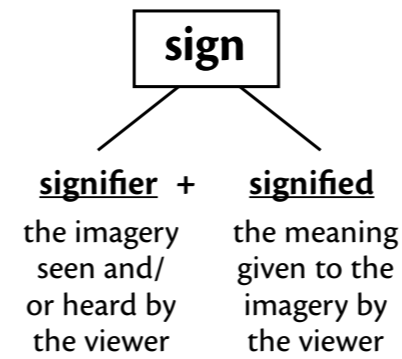 sign
signifier + signified
the imagery
seen and/
or heard by
the viewer
the meaning
given to the
imagery by
the viewer